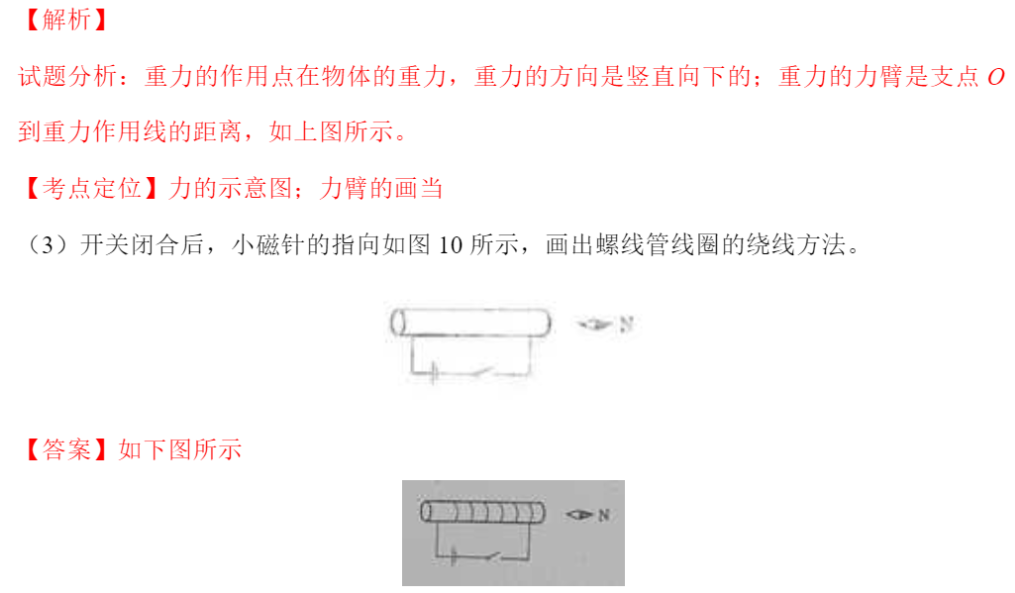 【解析】
试题分析：重力的作用点在物体的重力，重力的方向是竖直向下的；重力的力臂是支点 O
到重力作用线的距离，如上图所示。
【考点定位】力的示意图；力臂的画当
（3）开关闭合后，小磁针的指向如图 10 所示，画出螺线管线圈的绕线方法。
N
【答案】如下图所示
N